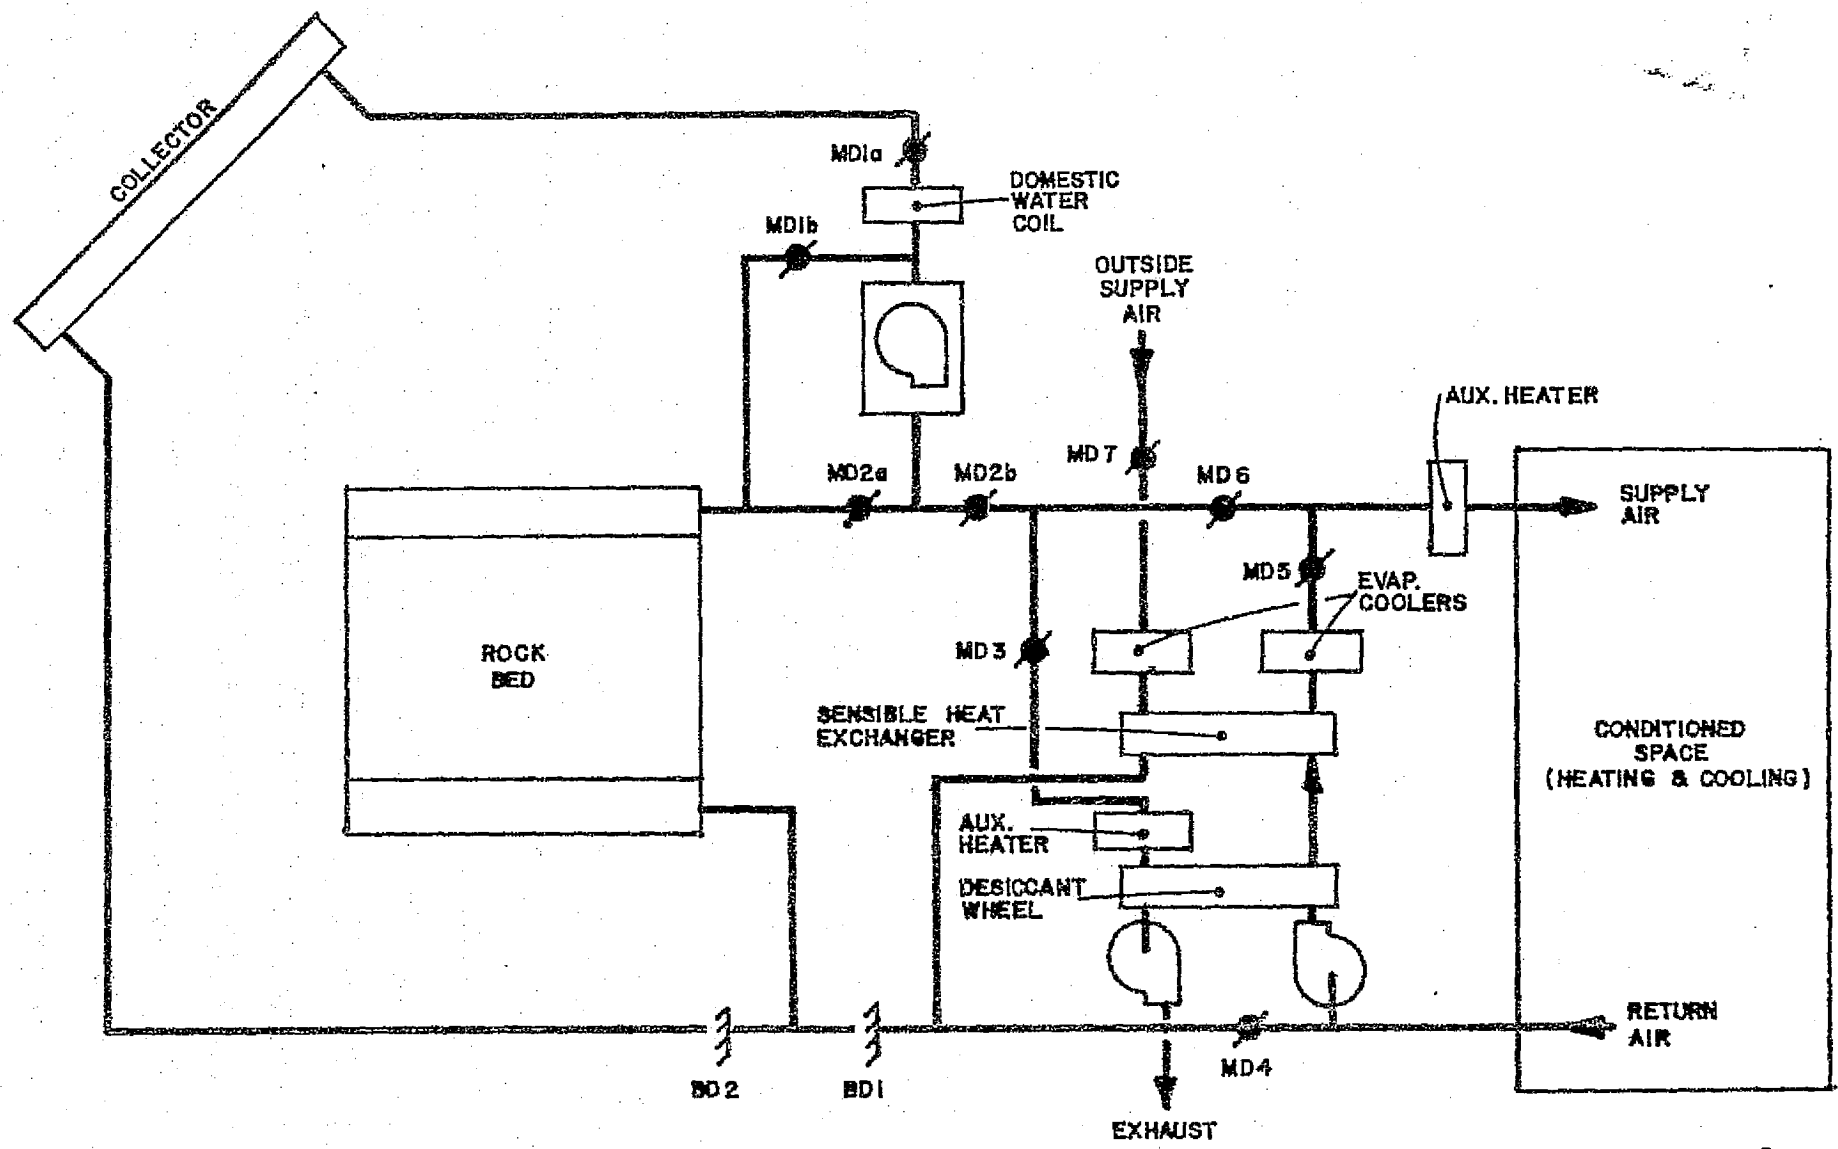 COLLECTOR
MD1a
DOMESTIC
WATER
COIL
MD1b
OUTSIDE
SUPPLY
AIR
AUX. HEATER
MD7
MD2a
MD2b
MD6
SUPPLY
AIR
MD5
EVAP.
COOLERS
ROCK
BED
MD3
SENSIBLE HEAT
EXCHANGER
CONDITIONED
SPACE
(HEATING & COOLING)
AUX.
HEATER
DESICCANT
WHEEL
RETURN
AIR
BD2
BD1
MD4
EXHAUST